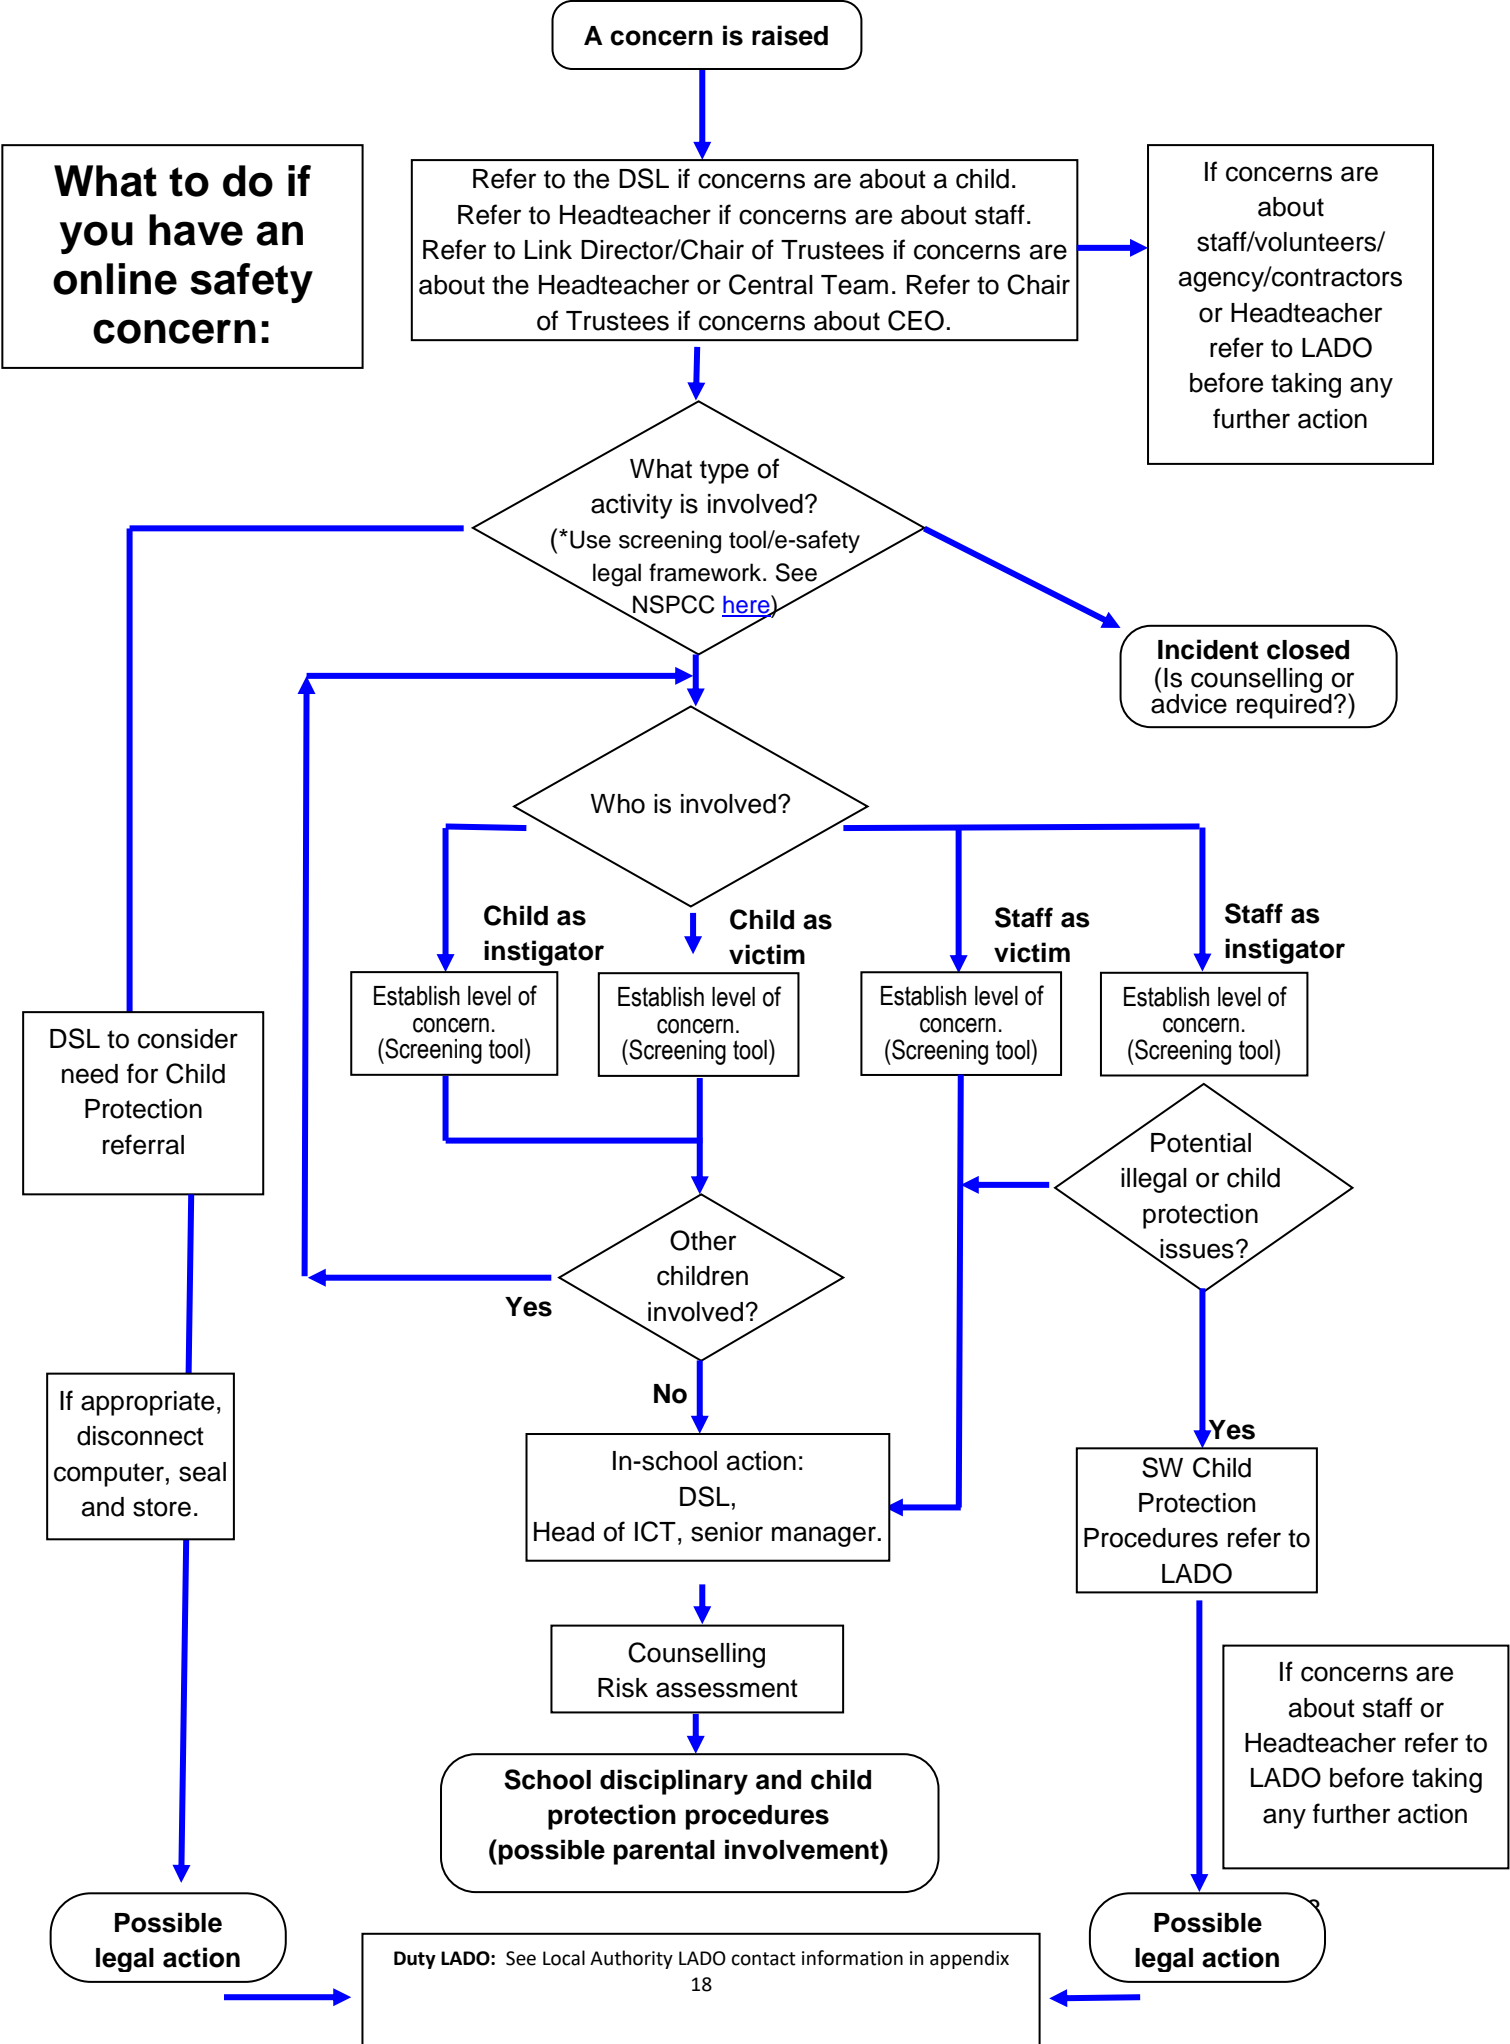 A concern is raised
What to do if
you have an
online safety
concern:
Refer to the DSL if concerns are about a child.
Refer to Headteacher if concerns are about staff.
Refer to Link Director/Chair of Trustees if concerns are
about the Headteacher or Central Team. Refer to Chair
of Trustees if concerns about CEO.
If concerns are
about
staff/volunteers/
agency/contractors
or Headteacher
refer to LADO
before taking any
further action
What type of
activity is involved?
(*Use screening tool/e-safety
legal framework. See
NSPCC here)
Incident closed
(Is counselling or
advice required?)
Who is involved?
Child as
instigator
Child as
victim
Staff as
victim
Staff as
instigator
Establish level of
concern.
(Screening tool)
Establish level of
concern.
(Screening tool)
Establish level of
concern.
(Screening tool)
Establish level of
concern.
(Screening tool)
DSL to consider
need for Child
Protection
referral
Potential
illegal or child
protection
issues?
Other
children
involved?
Yes
No
If appropriate,
disconnect
computer, seal
and store.
In-school action:
DSL,
Head of ICT, senior manager.
Yes
SW Child
Protection
Procedures refer to
LADO
Counselling
Risk assessment
If concerns are
about staff or
Headteacher refer to
LADO before taking
any further action
School disciplinary and child
protection procedures
(possible parental involvement)
Possible
legal action
Possible
legal action
Duty LADO: See Local Authority LADO contact information in appendix
18